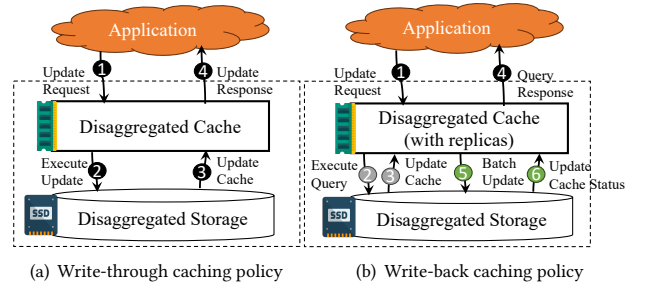 Application
1
4
Update
Request
Update
Response
Disaggregated Cache
Execute
Update
2
3
Update
Cache
SSD
Disaggregated Storage
(a) Write-through caching policy
Application
1
4
Update
Request
Query
Response
Disaggregated Cache
(with replicas)
Execute
Query
2
3
Update
Cache
5
Batch
Update
6
Update
Cache Status
SSD
Disaggregated Storage
(b) Write-back caching policy